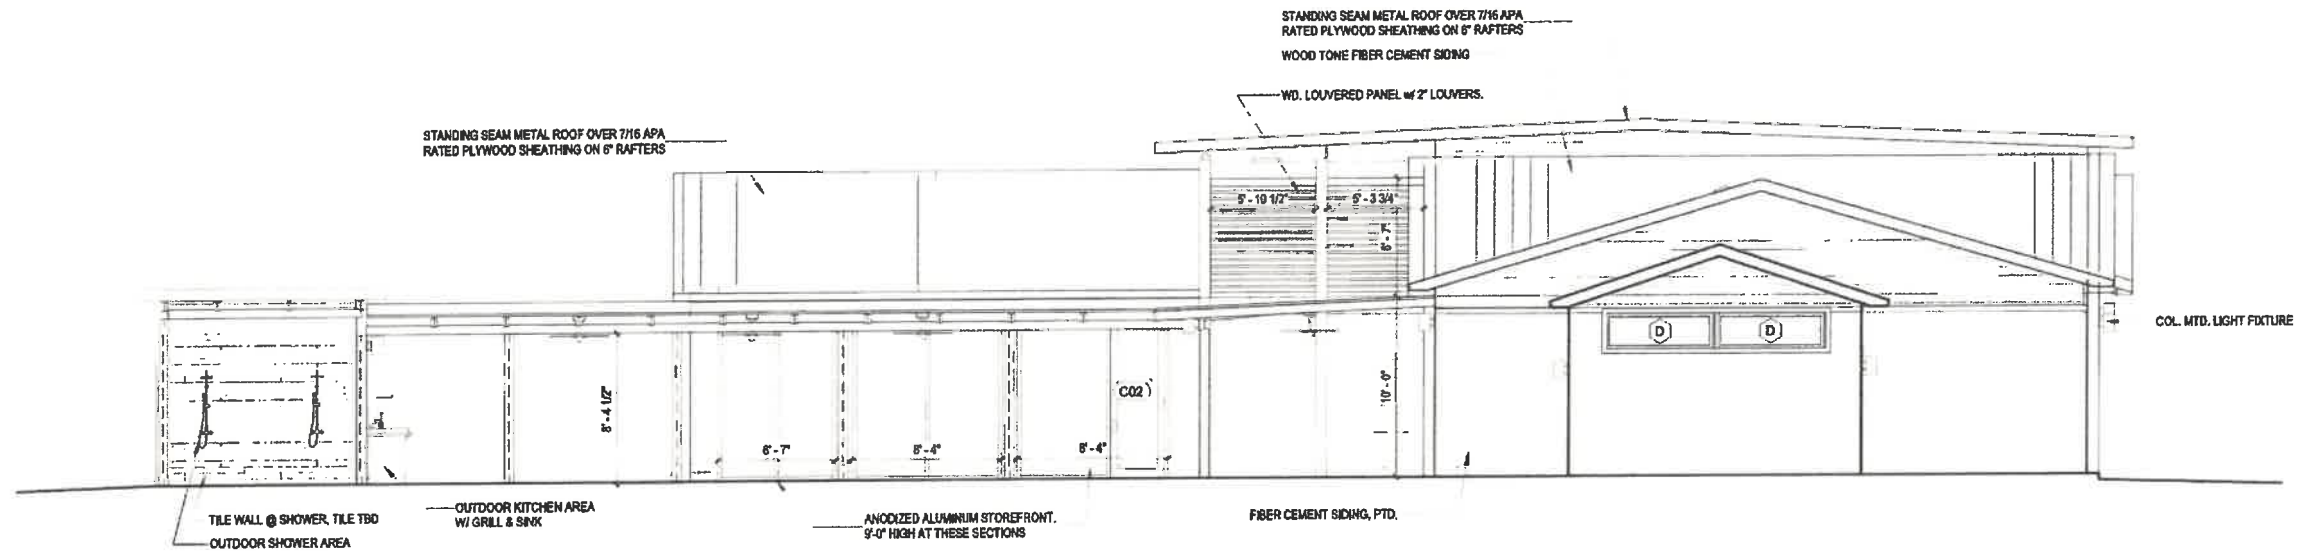 STANDING SEAM METAL ROOF OVER 7/16 APA
RATED PLYWOOD SHEATHING ON 6" RAFTERS
WOOD TONE FIBER CEMENT SIDING
WD. LOUVERED PANEL w/ 2" LOUVERS.
STANDING SEAM METAL ROOF OVER 7/16 APA
RATED PLYWOOD SHEATHING ON 6" RAFTERS
5' - 10 1/2"
5' - 3 3/4"
COL. MTD. LIGHT FIXTURE
D
D
8' - 4 1/2"
C02
10' - 0"
6' - 7"
6' - 4"
TILE WALL @ SHOWER, TILE TBD
OUTDOOR SHOWER AREA
OUTDOOR KITCHEN AREA
W/ GRILL & SINK
ANODIZED ALUMINUM STOREFRONT.
9'-0" HIGH AT THESE SECTIONS
FIBER CEMENT SIDING, PTD.